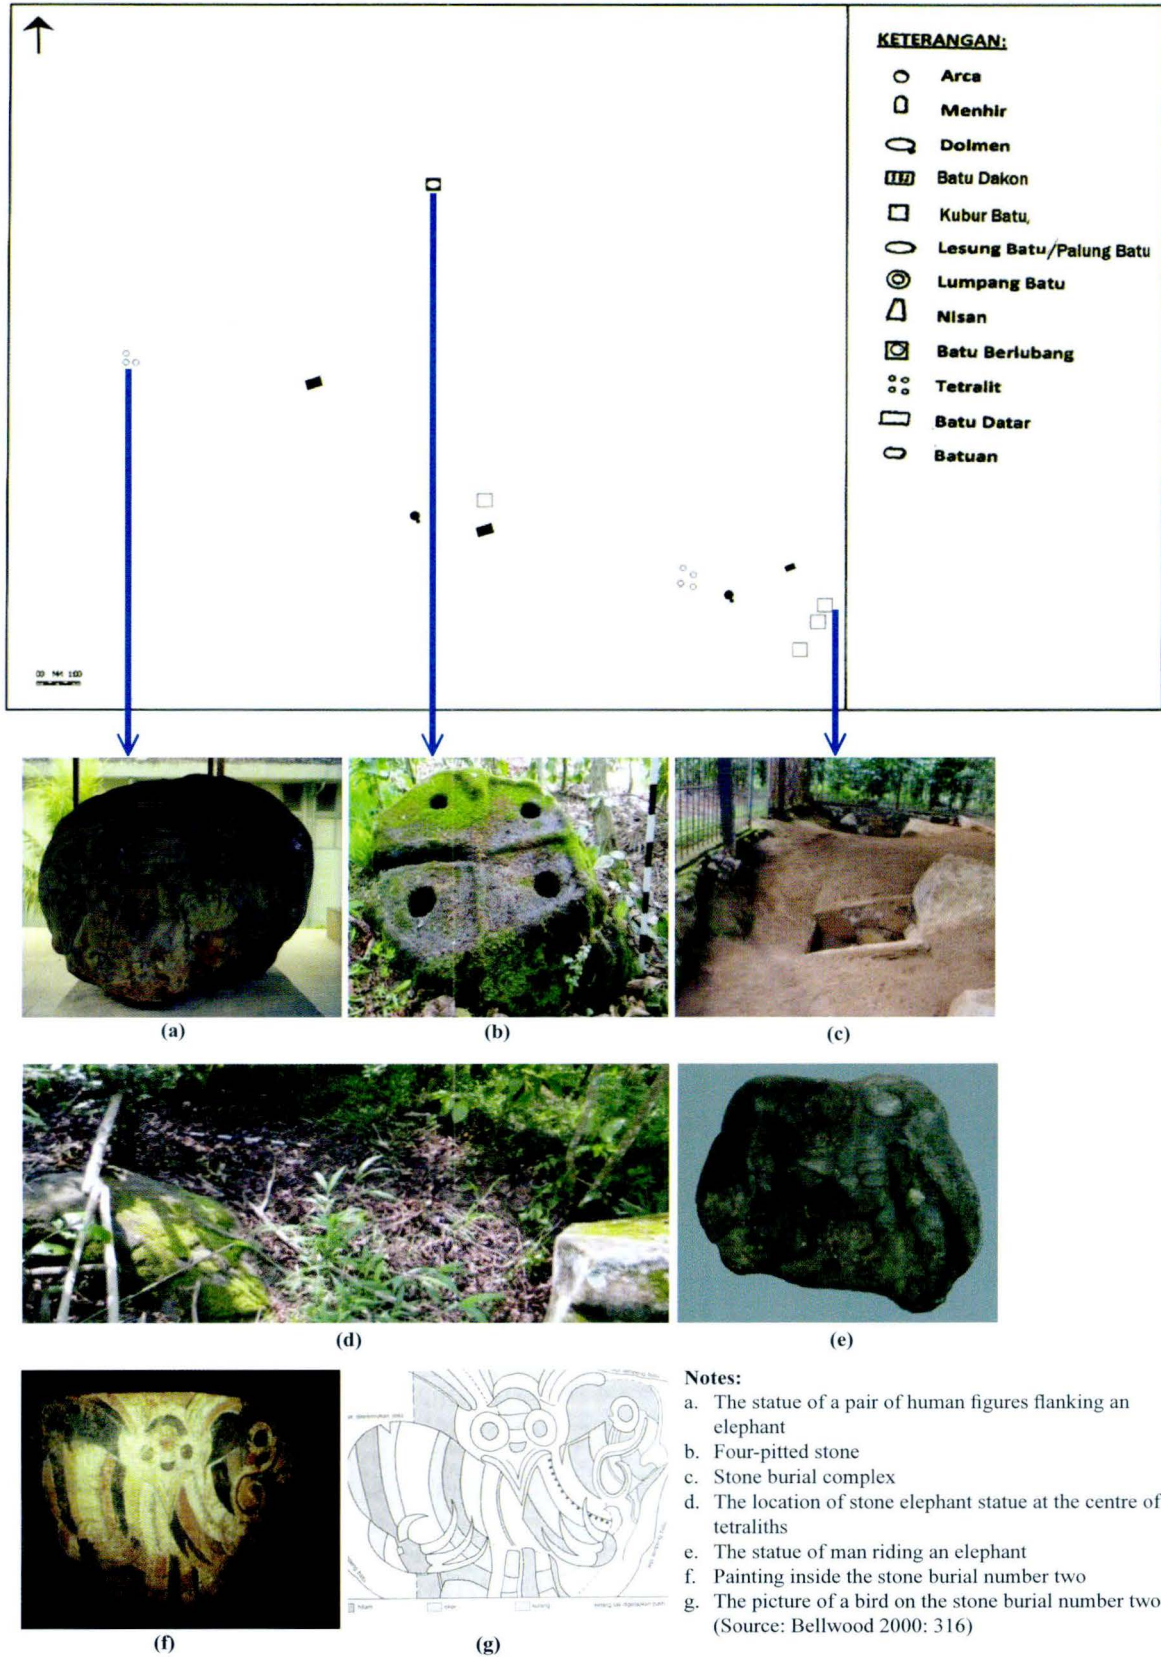 KETERANGAN:
Arca
Menhir
Dolmen
Batu Dakon
Kubur Batu,
Lesung Batu/Palung Batu
Lumpang Batu
Nisan
Batu Berlubang
Tetralit
Batu Datar
Batuan
(a)
(b)
(c)
(d)
(e)
(f)
(g)
Notes:
a. The statue of a pair of human figures flanking an
elephant
b. Four-pitted stone
c. Stone burial complex
d. The location of stone elephant statue at the centre of
tetraliths
e. The statue of man riding an elephant
f. Painting inside the stone burial number two
g. The picture of a bird on the stone burial number two
(Source: Bellwood 2000: 316)